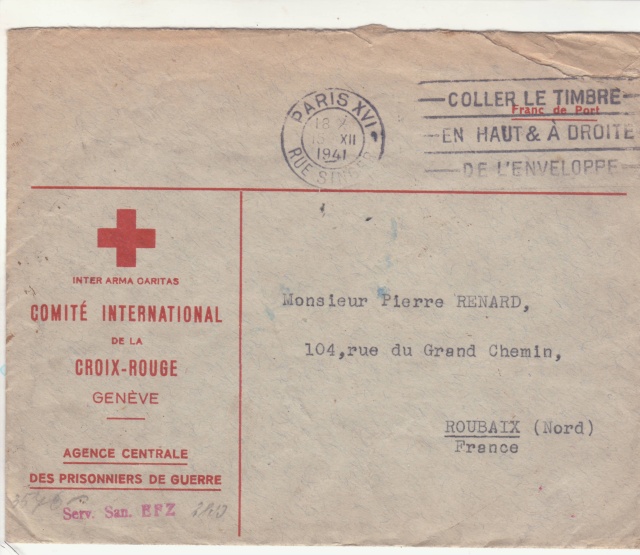 PARIS XVI
18
XII
1941
RUE SINGER
COLLER LE TIMBRE
Franc de Port
EN HAUT & À DROITE
DE L'ENVELOPPE
INTER ARMA CARITAS
COMITÉ INTERNATIONAL
DE LA
CROIX-ROUGE
GENÈVE
AGENCE CENTRALE
DES PRISONNIERS DE GUERRE
Serv. San. EFZ
Monsieur Pierre RENARD,
104,rue du Grand Chemin,
ROUBAIX (Nord)
France